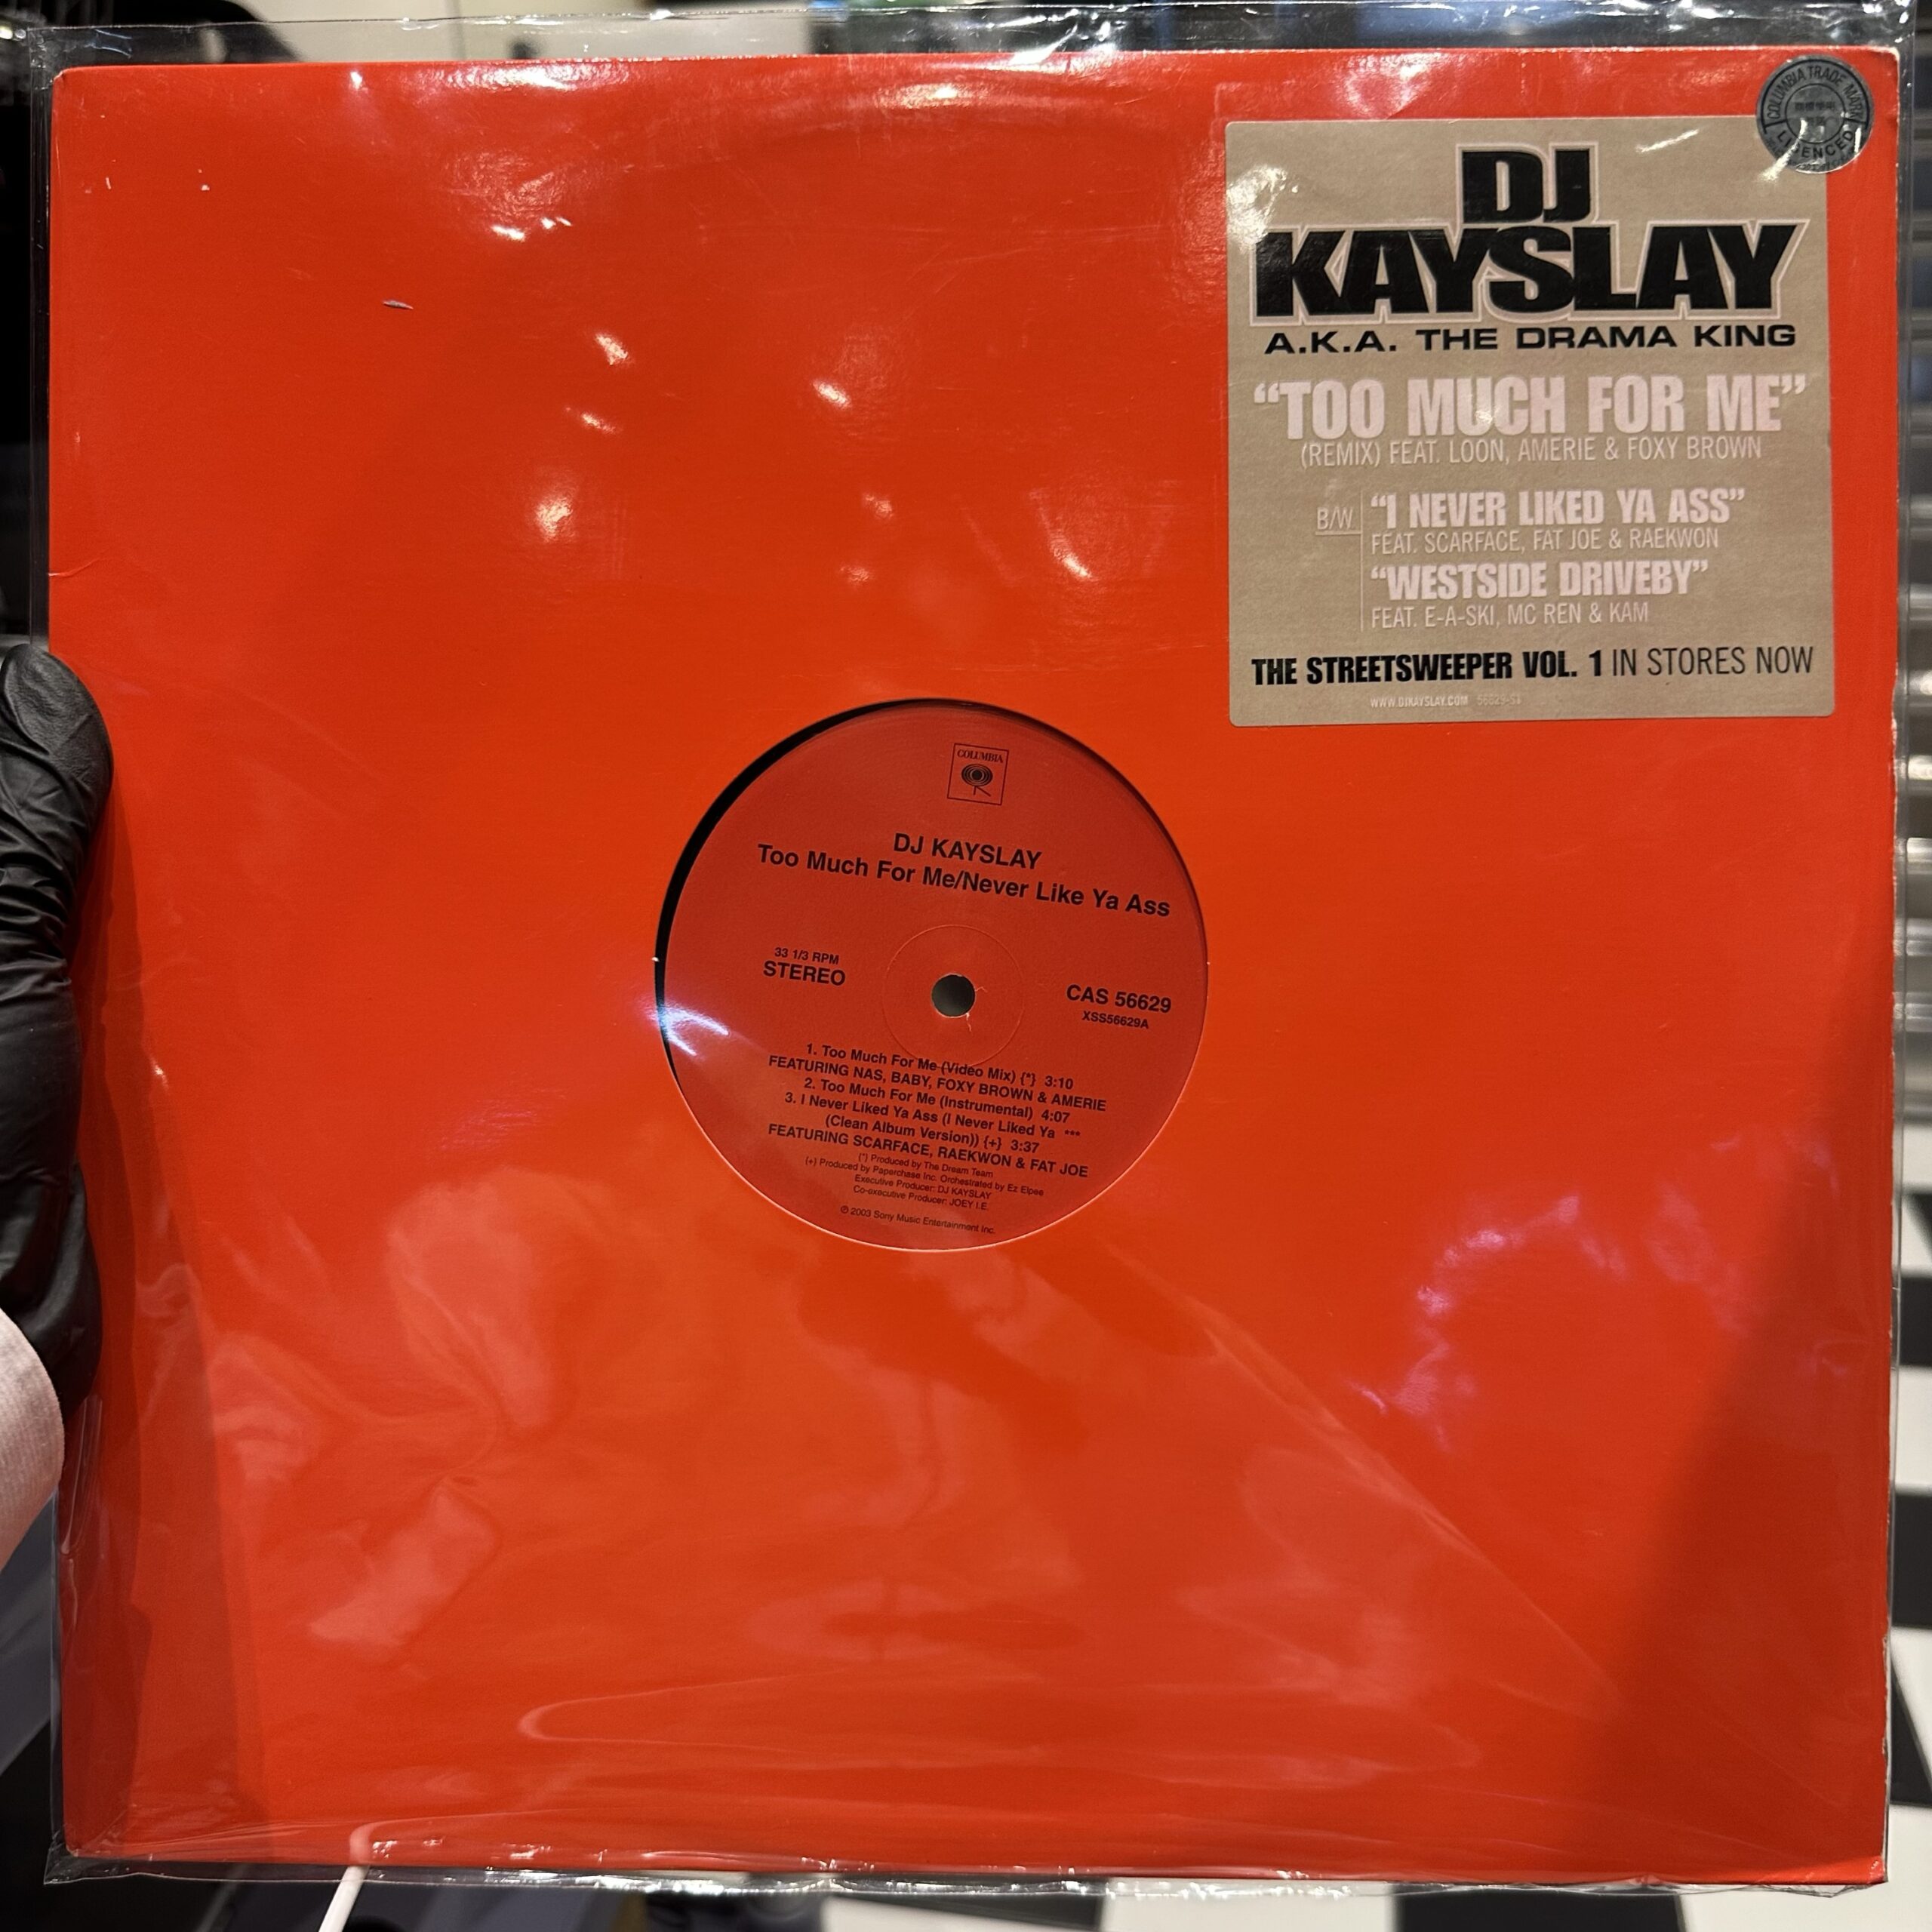 COLUMBIA TRADE MARK
LICENCED
DJ
KAYSLAY
A.K.A. THE DRAMA KING
“TOO MUCH FOR ME”
(REMIX) FEAT. LOON, AMERIE & FOXY BROWN
B/W “I NEVER LIKED YA ASS”
FEAT. SCARFACE, FAT JOE & RAEKWON
“WESTSIDE DRIVEBY”
FEAT. E-A-SKI, MC REN & KAM
THE STREETSWEEPER VOL. 1 IN STORES NOW
WWW.DJKAYSLAY.COM 56629-S1
COLUMBIA
DJ KAYSLAY
Too Much For Me/Never Like Ya Ass
33 1/3 RPM
STEREO
CAS 56629
XSS56629A
1. Too Much For Me (Video Mix) {*} 3:10
FEATURING NAS, BABY, FOXY BROWN & AMERIE
2. Too Much For Me (Instrumental) 4:07
3. I Never Liked Ya Ass (I Never Liked Ya ***
(Clean Album Version)) {+} 3:37
FEATURING SCARFACE, RAEKWON & FAT JOE
{*} Produced by The Dream Team
{+} Produced by Paperchase Inc. Orchestrated by Ez Elpee
Executive Producer: DJ KAYSLAY
Co-executive Producer: JOEY I.E.
℗ 2003 Sony Music Entertainment Inc.